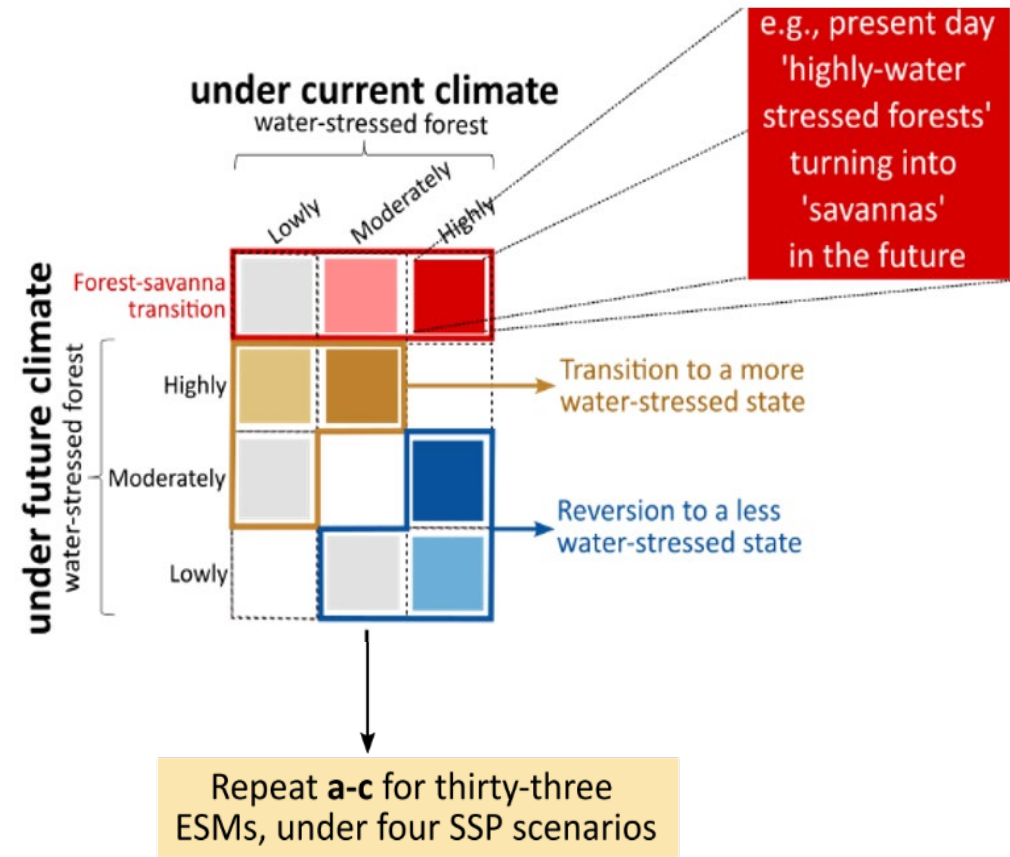 under current climate
water-stressed forest
Lowly
Moderately
Highly
e.g., present day
'highly-water
stressed forests'
turning into
'savannas'
in the future
under future climate
water-stressed forest
Forest-savanna
transition
Highly
Moderately
Lowly
Transition to a more
water-stressed state
Reversion to a less
water-stressed state
Repeat a-c for thirty-three
ESMs, under four SSP scenarios